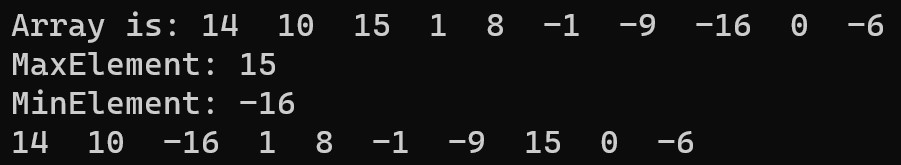 Array is: 14  10  15  1  8  -1  -9  -16  0  -6
MaxElement: 15
MinElement: -16
14  10  -16  1  8  -1  -9  15  0  -6